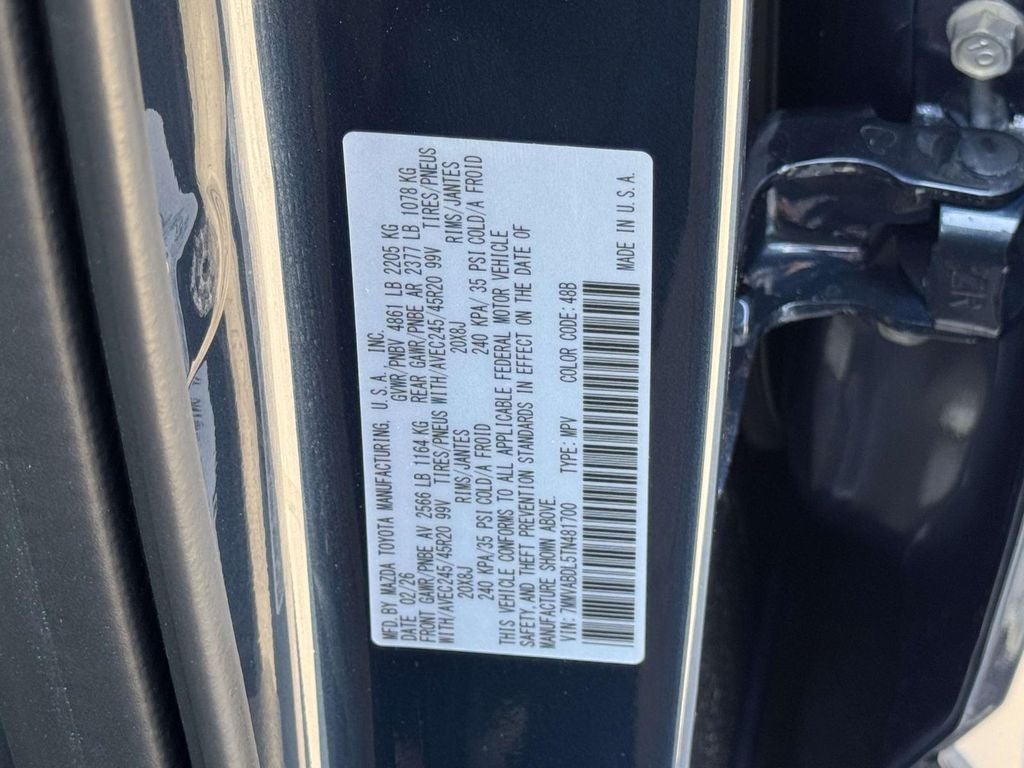 MFD.BY MAZDA TOYOTA MANUFACTURING, U.S.A., INC.
DATE 02/26 GVWR/PNBV 4861 LB 2205 KG
FRONT GAWR/PNBE AV 2566 LB 1164 KG REAR GAWR/PNBE AR 2377 LB 1078 KG
WITH/AVEC245/45R20 99V TIRES/PNEUS WITH/AVEC245/45R20 99V TIRES/PNEUS
20X8J RIMS/JANTES 20X8J RIMS/JANTES
240 KPA/35 PSI COLD/A FROID 240 KPA/ 35 PSI COLD/A FROID
THIS VEHICLE CONFORMS TO ALL APPLICABLE FEDERAL MOTOR VEHICLE
SAFETY, AND THEFT PREVENTION STANDARDS IN EFFECT ON THE DATE OF
MANUFACTURE SHOWN ABOVE.
VIN: 7MMVABDL5TN481700 TYPE: MPV COLOR CODE: 48B
MADE IN U.S.A.